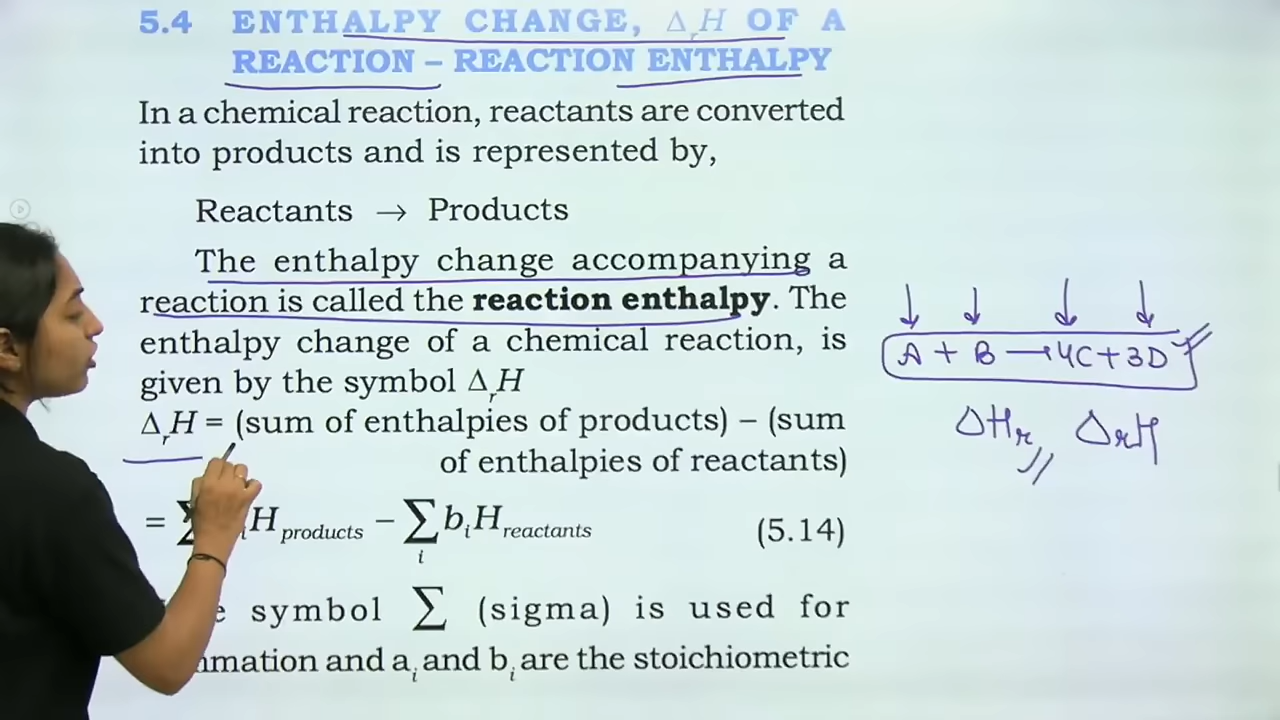 5.4 ENTHALPY CHANGE, ΔᵣH OF A
REACTION – REACTION ENTHALPY
In a chemical reaction, reactants are converted
into products and is represented by,
Reactants → Products
The enthalpy change accompanying a
reaction is called the reaction enthalpy. The
enthalpy change of a chemical reaction, is
given by the symbol ΔᵣH
ΔᵣH = (sum of enthalpies of products) – (sum
of enthalpies of reactants)
= ∑ᵢ H products – ∑ᵢ bᵢ H reactants (5.14)
symbol ∑ (sigma) is used for
and aᵢ and bᵢ are the stoichiometric
A + B → 4C + 3D
ΔHᵣ ΔᵣH